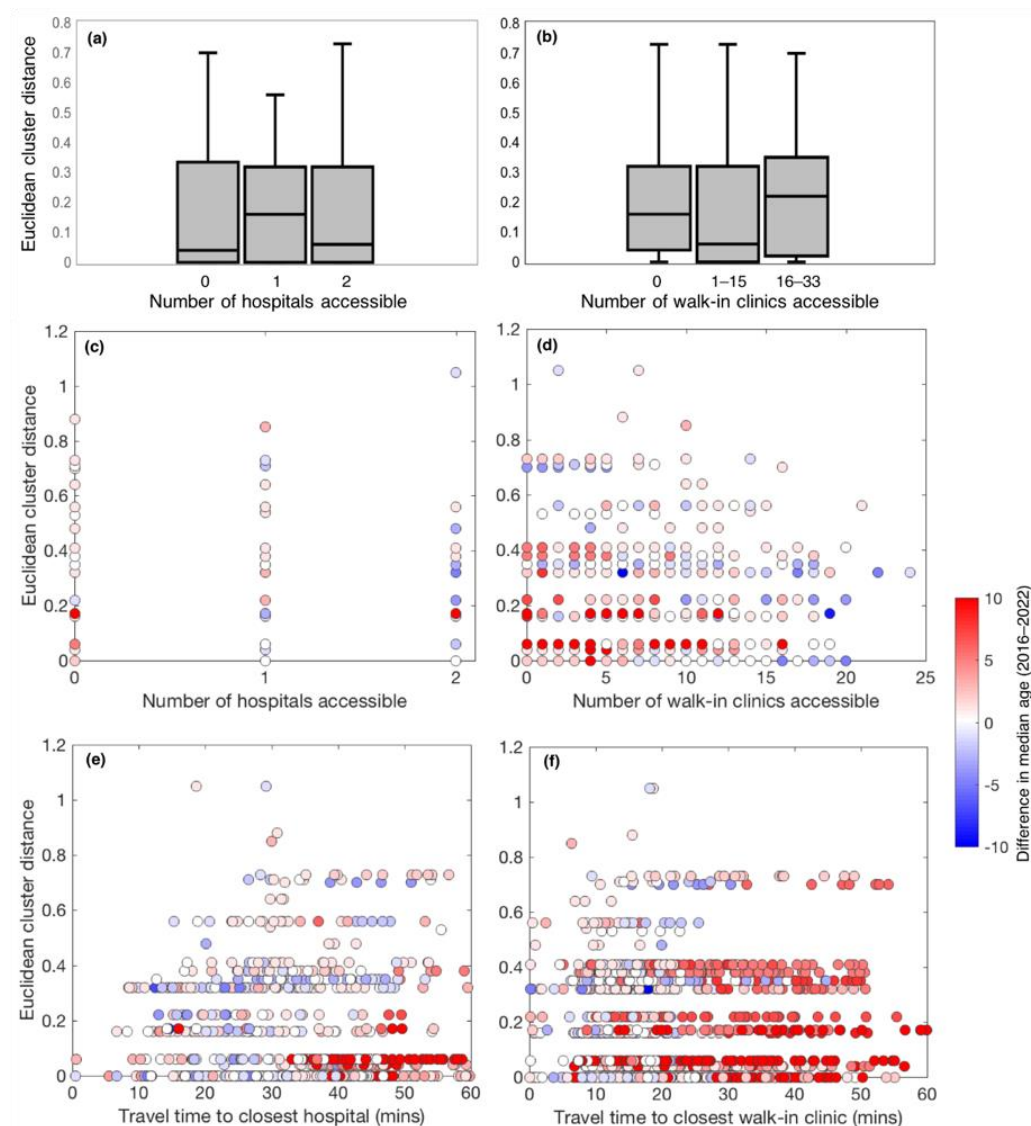 (a)
0.8
0.7
0.6
0.5
0.4
0.3
0.2
0.1
0
Euclidean cluster distance
0 1 2
Number of hospitals accessible
(b)
0.8
0.7
0.6
0.5
0.4
0.3
0.2
0.1
0
0 1–15 16–33
Number of walk-in clinics accessible
(c)
1.2
1
0.8
0.6
0.4
0.2
0
Euclidean cluster distance
0 1 2
Number of hospitals accessible
(d)
1.2
1
0.8
0.6
0.4
0.2
0
0 5 10 15 20 25
Number of walk-in clinics accessible
10
5
0
-5
-10
Difference in median age (2016–2022)
(e)
1.2
1
0.8
0.6
0.4
0.2
0
Euclidean cluster distance
0 10 20 30 40 50 60
Travel time to closest hospital (mins)
(f)
1.2
1
0.8
0.6
0.4
0.2
0
0 10 20 30 40 50 60
Travel time to closest walk-in clinic (mins)